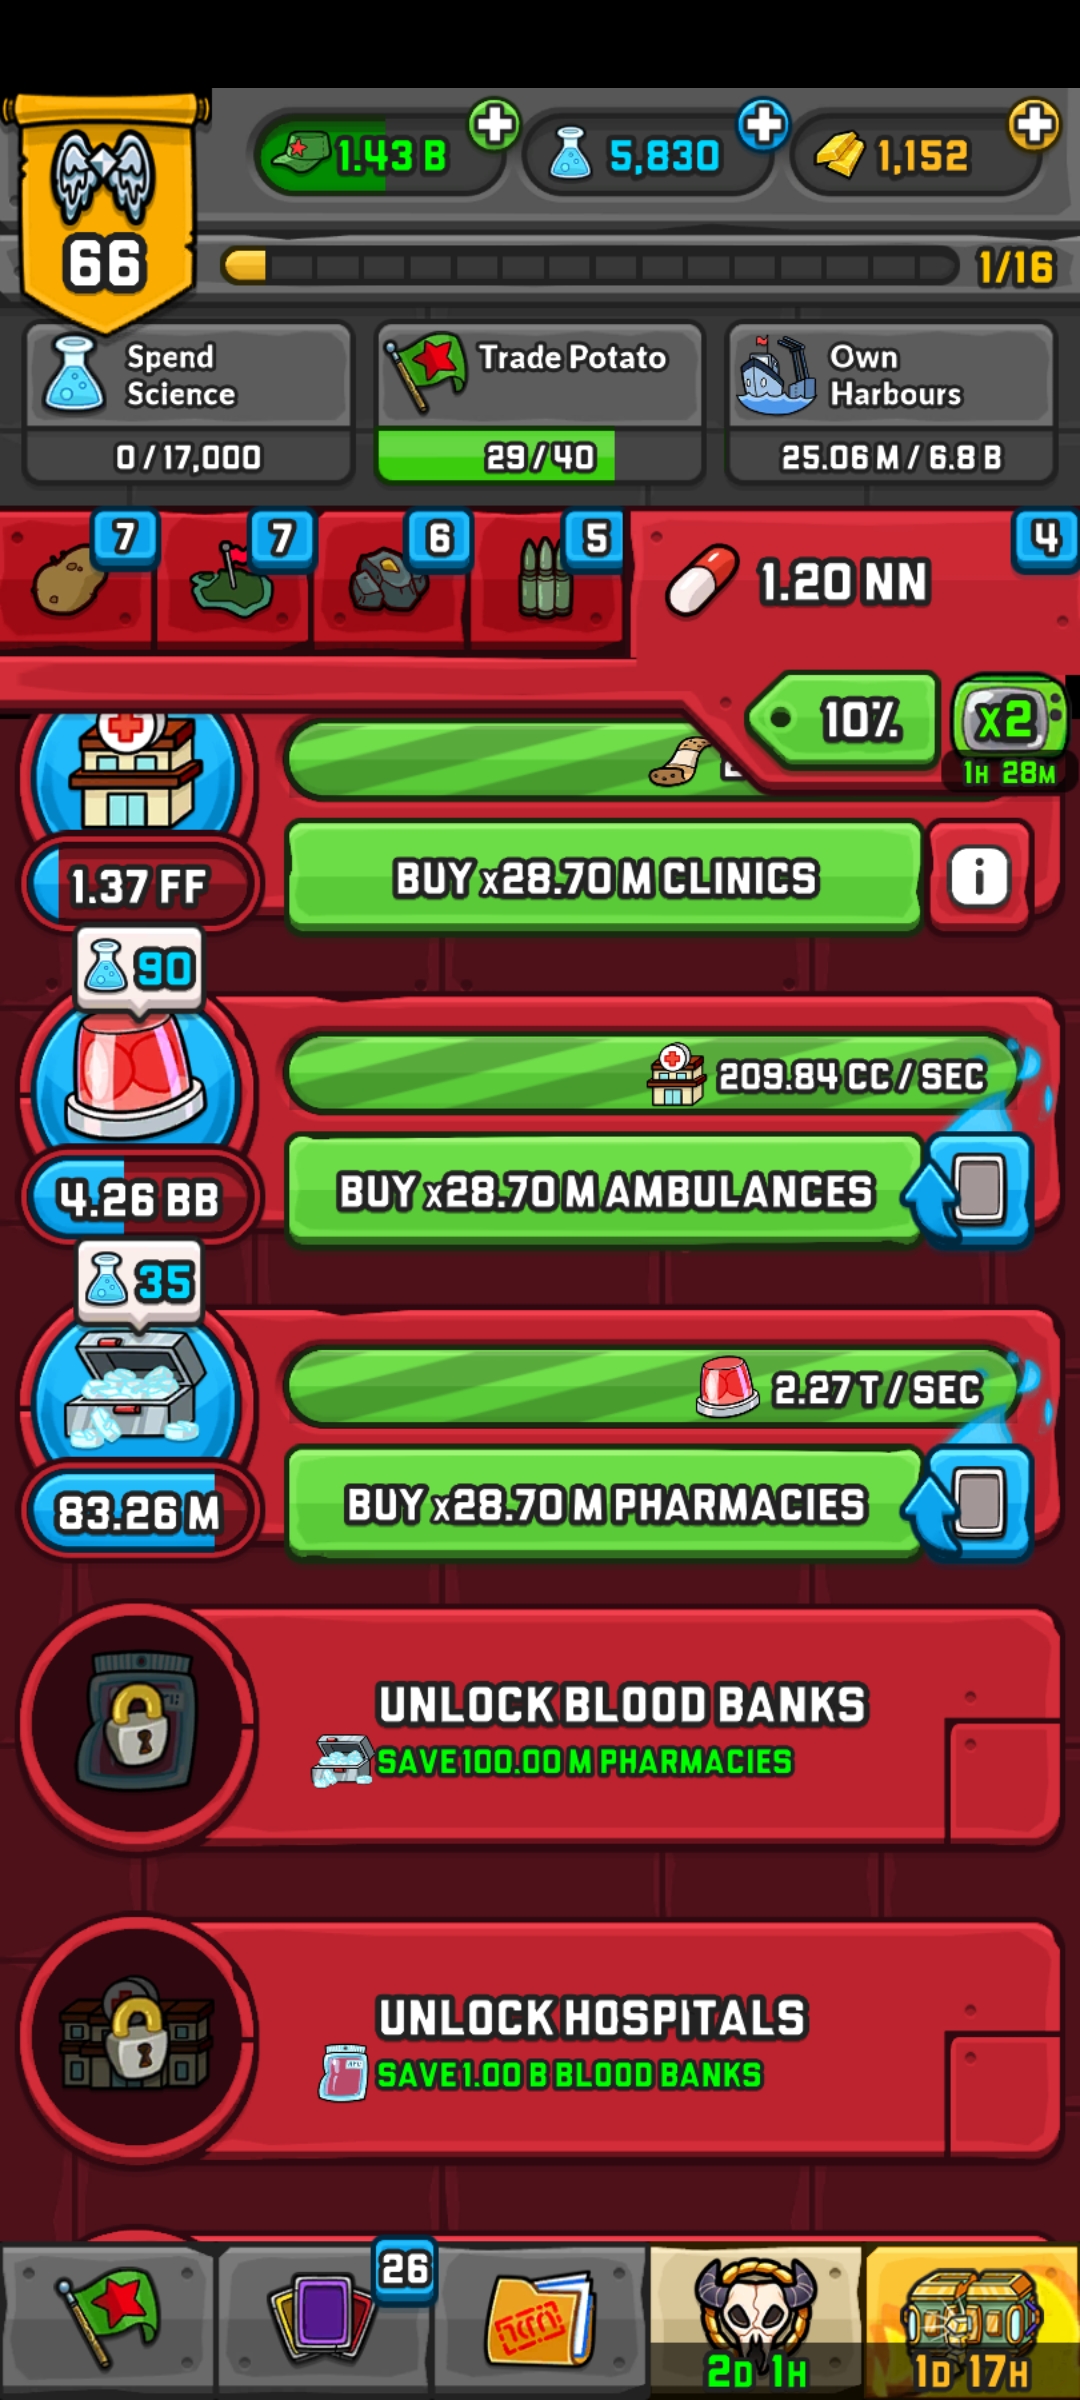 66
1.43 B
5,830
1,152
1/16
Spend
Science
0/17,000
Trade Potato
29/40
Own
Harbours
25.06 M / 6.8 B
7
7
6
5
1.20 NN
4
10%
x2
1H 28M
1.37 FF
BUY x28.70 M CLINICS
i
90
209.84 CC / SEC
4.26 BB
BUY x28.70 M AMBULANCES
35
2.27 T / SEC
83.26 M
BUY x28.70 M PHARMACIES
UNLOCK BLOOD BANKS
SAVE 100.00 M PHARMACIES
UNLOCK HOSPITALS
SAVE 1.00 B BLOOD BANKS
26
2D 1H
1D 17H